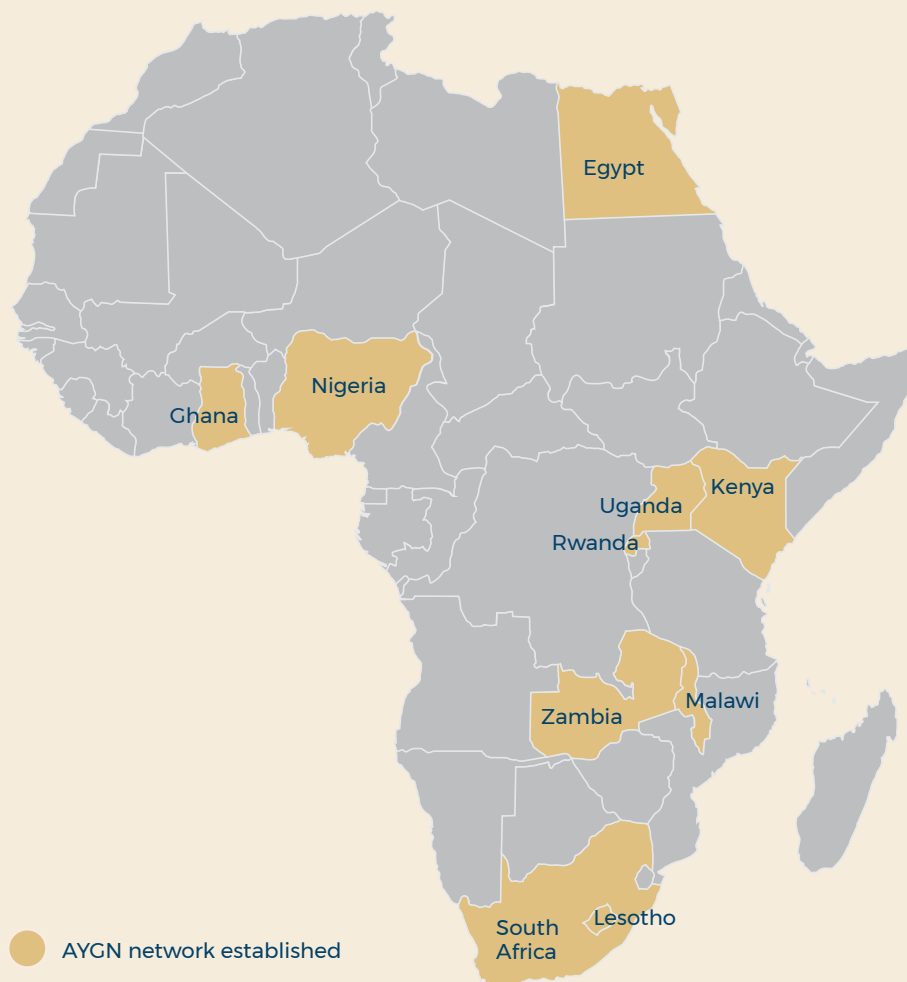 Egypt
Nigeria
Ghana
Kenya
Uganda
Rwanda
Malawi
Zambia
Lesotho
South
Africa
AYGN network established